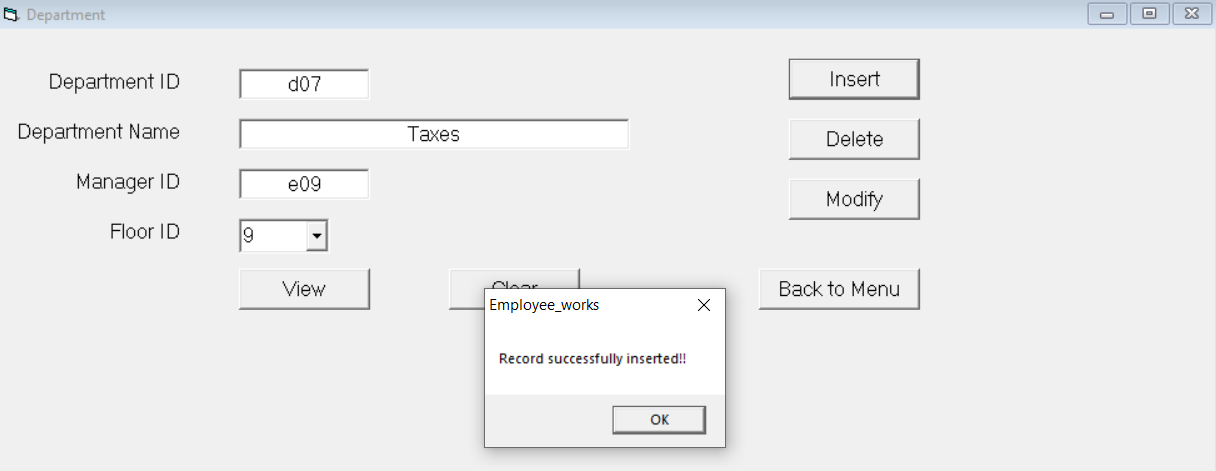 Department
Department ID d07 Insert
Department Name Taxes Delete
Manager ID e09 Modify
Floor ID 9
View Clear Back to Menu
Employee_works
Record successfully inserted!!
OK